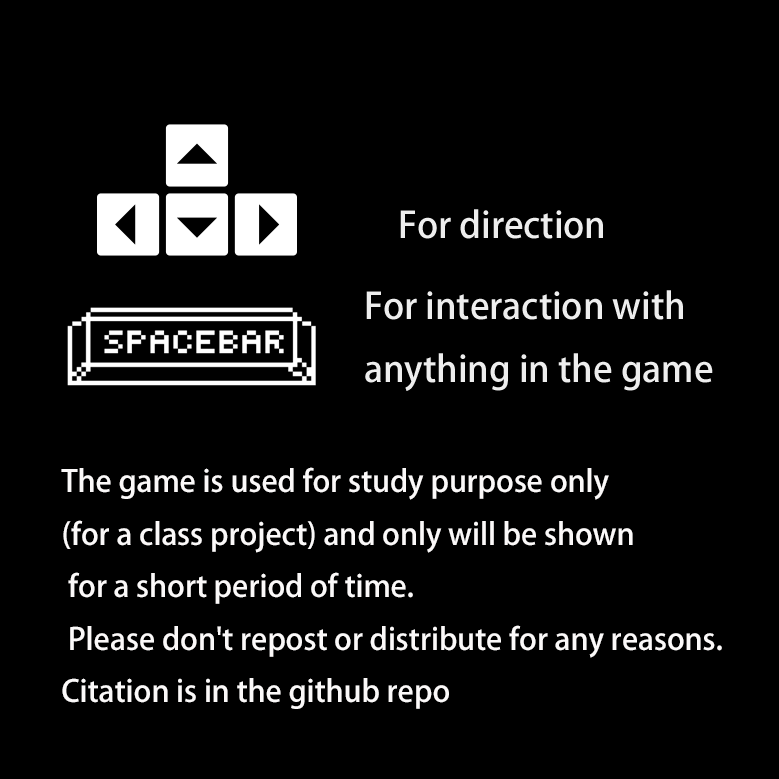 For direction
SPACEBAR
For interaction with
anything in the game
The game is used for study purpose only
(for a class project) and only will be shown
for a short period of time.
Please don't repost or distribute for any reasons.
Citation is in the github repo